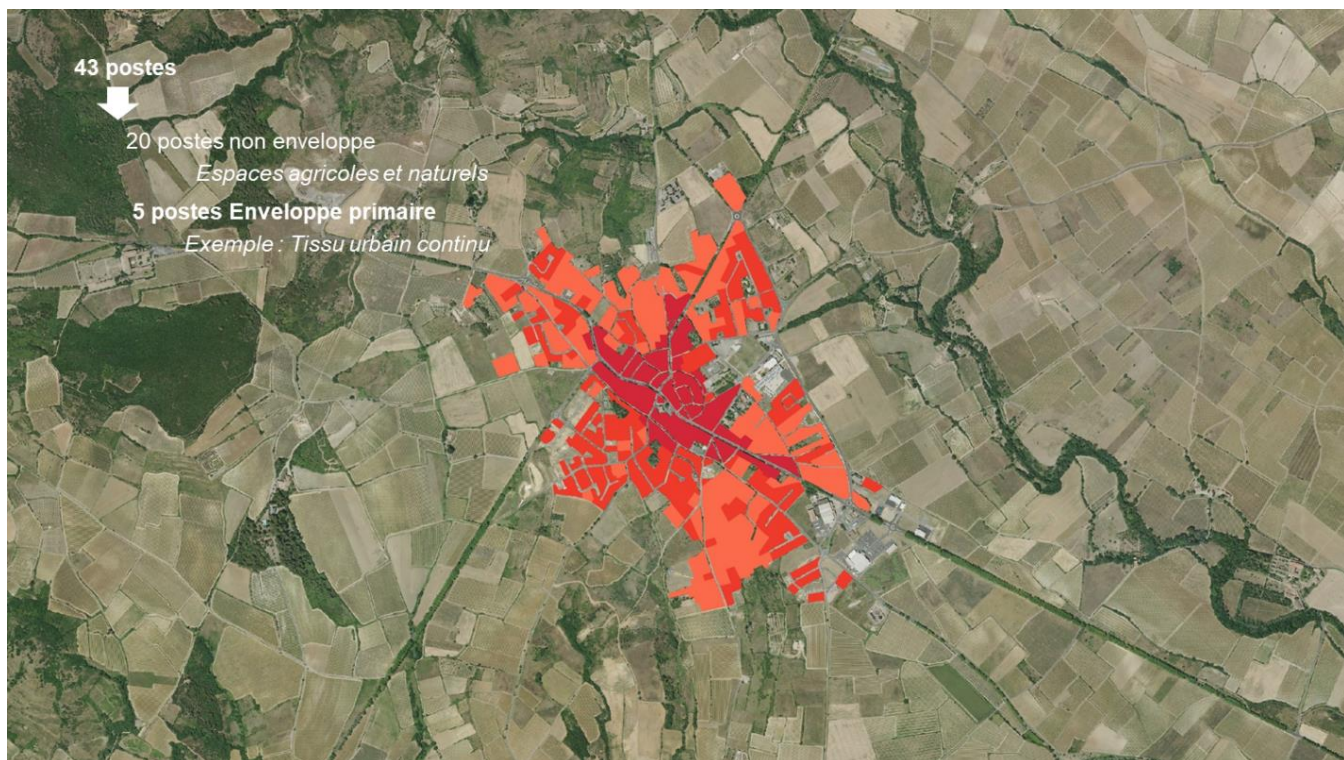 43 postes
20 postes non enveloppe
Espaces agricoles et naturels
5 postes Enveloppe primaire
Exemple : Tissu urbain continu